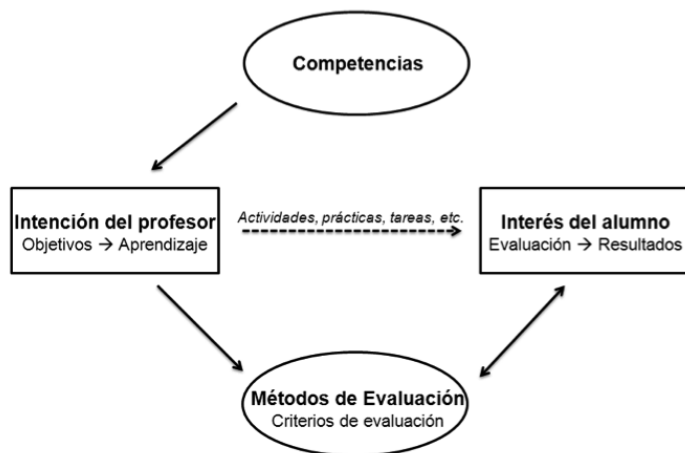 Competencias
Intención del profesor
Objetivos → Aprendizaje
Actividades, prácticas, tareas, etc.
Interés del alumno
Evaluación → Resultados
Métodos de Evaluación
Criterios de evaluación